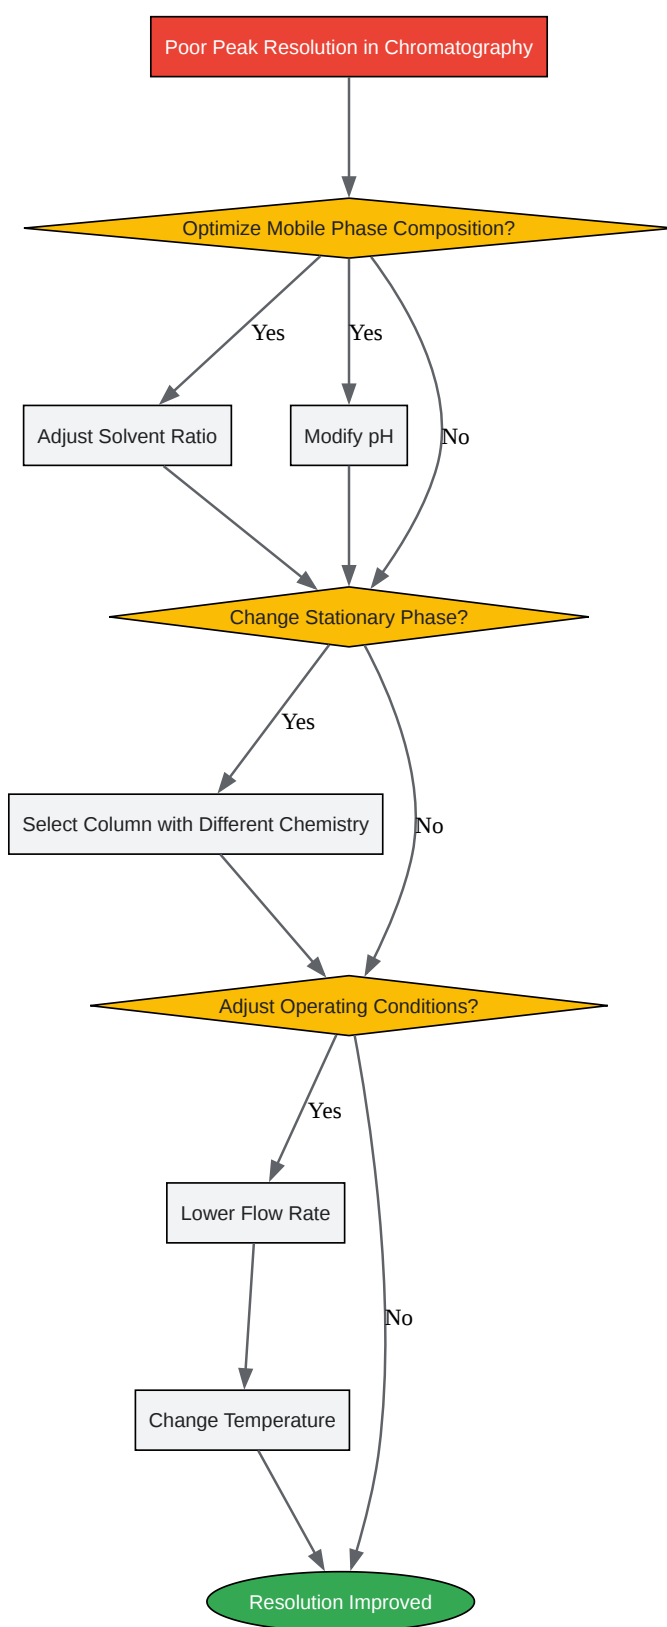 Poor Peak Resolution in Chromatography
Optimize Mobile Phase Composition?
Yes
Yes
Adjust Solvent Ratio
Modify pH
No
Change Stationary Phase?
Yes
Select Column with Different Chemistry
No
Adjust Operating Conditions?
Yes
Lower Flow Rate
No
Change Temperature
Resolution Improved